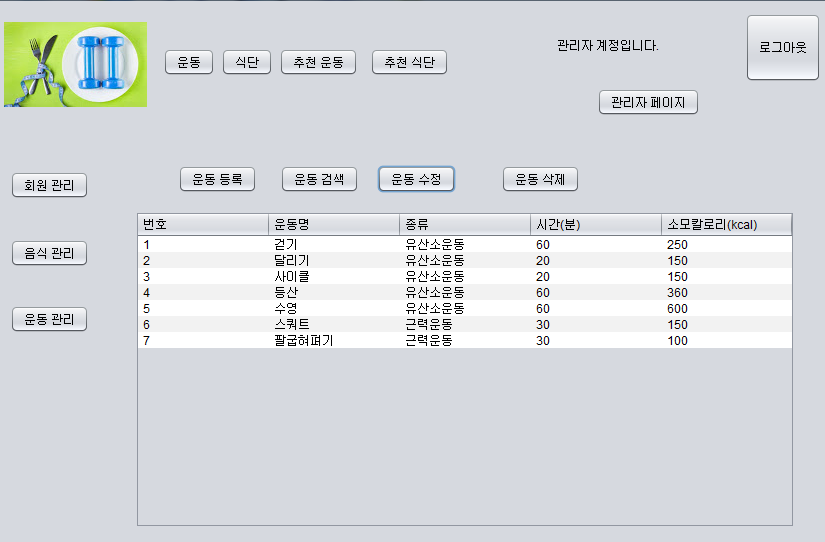 관리자 계정입니다.
로그아웃
운동 식단 추천 운동 추천 식단
관리자 페이지
회원 관리
음식 관리
운동 관리
운동 등록 운동 검색 운동 수정 운동 삭제
번호 운동명 종류 시간(분) 소모칼로리(kcal)
1 걷기 유산소운동 60 250
2 달리기 유산소운동 20 150
3 사이클 유산소운동 20 150
4 등산 유산소운동 60 360
5 수영 유산소운동 60 600
6 스쿼트 근력운동 30 150
7 팔굽혀펴기 근력운동 30 100